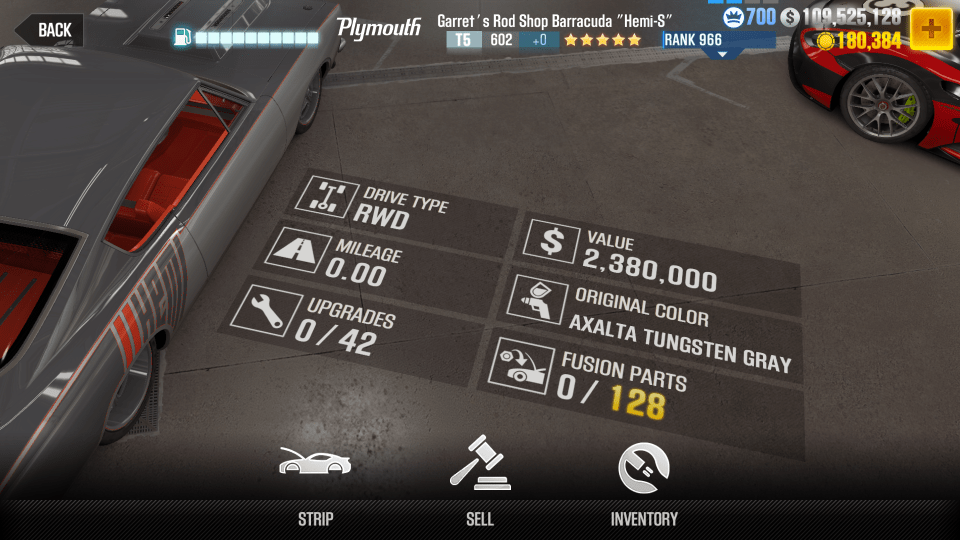 BACK
Plymouth
Garret's Rod Shop Barracuda "Hemi-S"
T5 602 +0
RANK 966
700 $ 109,525,128
180,384
+
DRIVE TYPE
RWD
MILEAGE
0.00
UPGRADES
0/42
$ VALUE
2,380,000
ORIGINAL COLOR
AXALTA TUNGSTEN GRAY
FUSION PARTS
0/ 128
Hemi
STRIP
SELL
INVENTORY